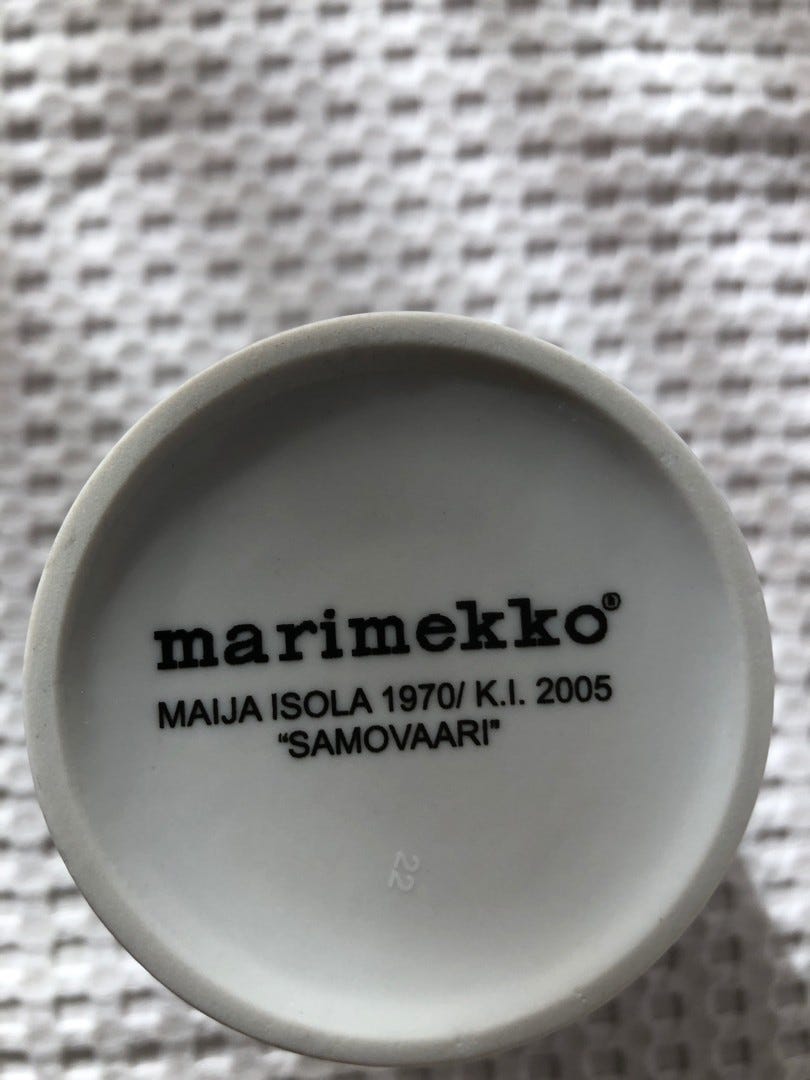 marimekko®
MAIJA ISOLA 1970/ K.I. 2005
“SAMOVAARI”
22